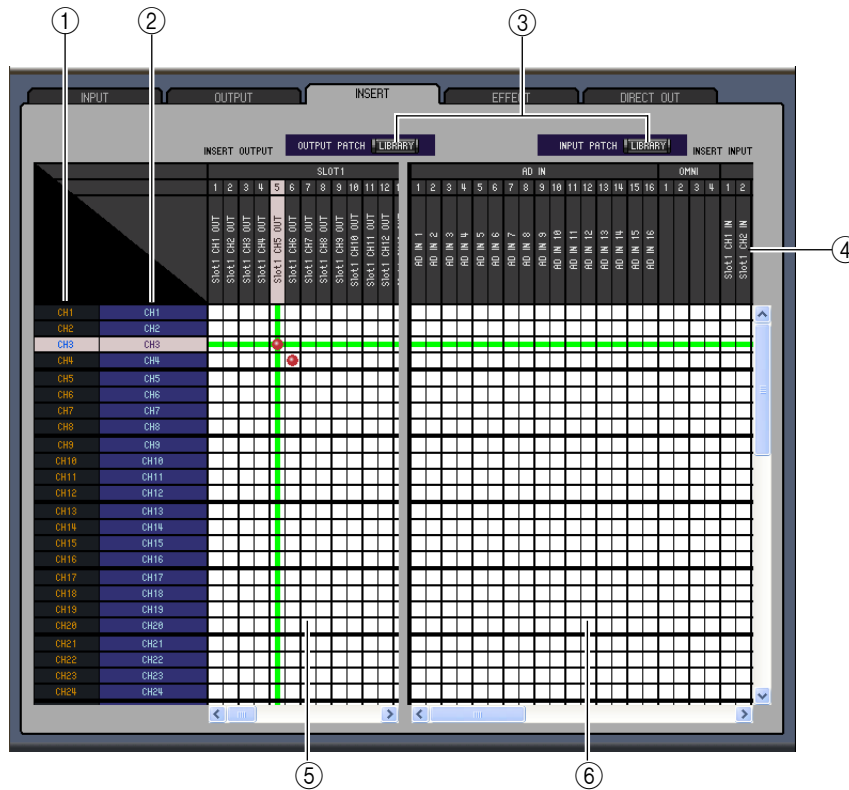 ① ② ③
INPUT OUTPUT INSERT EFFECT DIRECT OUT
INSERT OUTPUT OUTPUT PATCH LIBRARY INPUT PATCH LIBRARY INSERT INPUT
SLOT1 AD IN OMNI
1 2 3 4 5 6 7 8 9 10 11 12 1 2 3 4 5 6 7 8 9 10 11 12 13 14 15 16 1 2 3 4 1 2
Slot1 CH1 OUT
Slot1 CH2 OUT
Slot1 CH3 OUT
Slot1 CH4 OUT
Slot1 CH5 OUT
Slot1 CH6 OUT
Slot1 CH7 OUT
Slot1 CH8 OUT
Slot1 CH9 OUT
Slot1 CH10 OUT
Slot1 CH11 OUT
Slot1 CH12 OUT
AD IN 1
AD IN 2
AD IN 3
AD IN 4
AD IN 5
AD IN 6
AD IN 7
AD IN 8
AD IN 9
AD IN 10
AD IN 11
AD IN 12
AD IN 13
AD IN 14
AD IN 15
AD IN 16
Slot1 CH1 IN
Slot1 CH2 IN
④
CH1 CH1
CH2 CH2
CH3 CH3
CH4 CH4
CH5 CH5
CH6 CH6
CH7 CH7
CH8 CH8
CH9 CH9
CH10 CH10
CH11 CH11
CH12 CH12
CH13 CH13
CH14 CH14
CH15 CH15
CH16 CH16
CH17 CH17
CH18 CH18
CH19 CH19
CH20 CH20
CH21 CH21
CH22 CH22
CH23 CH23
CH24 CH24
⑤ ⑥